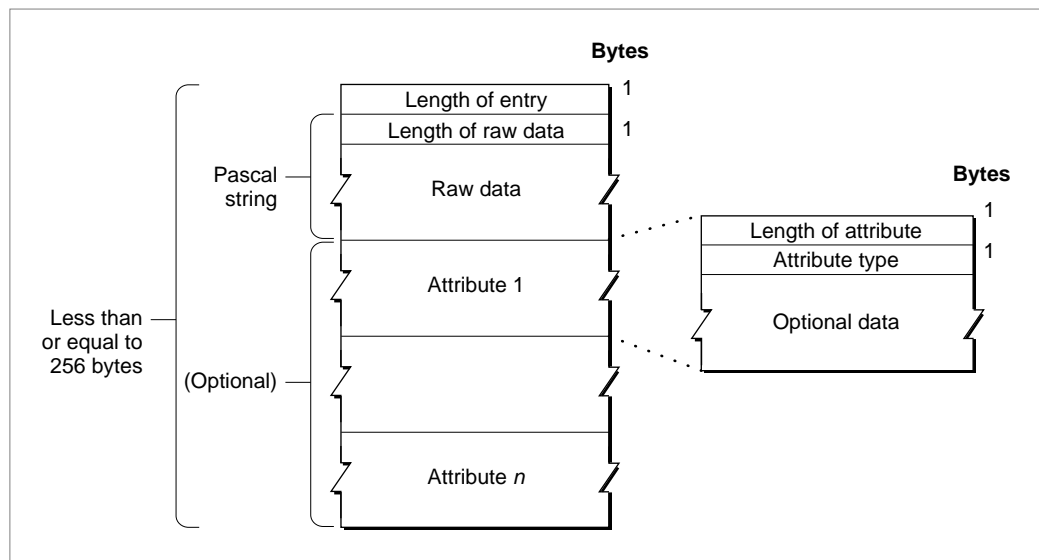 Bytes
Length of entry
1
Length of raw data
1
Pascal
string
Raw data
Attribute 1
Less than
or equal to
256 bytes
(Optional)
Attribute n
Bytes
1
Length of attribute
1
Attribute type
Optional data